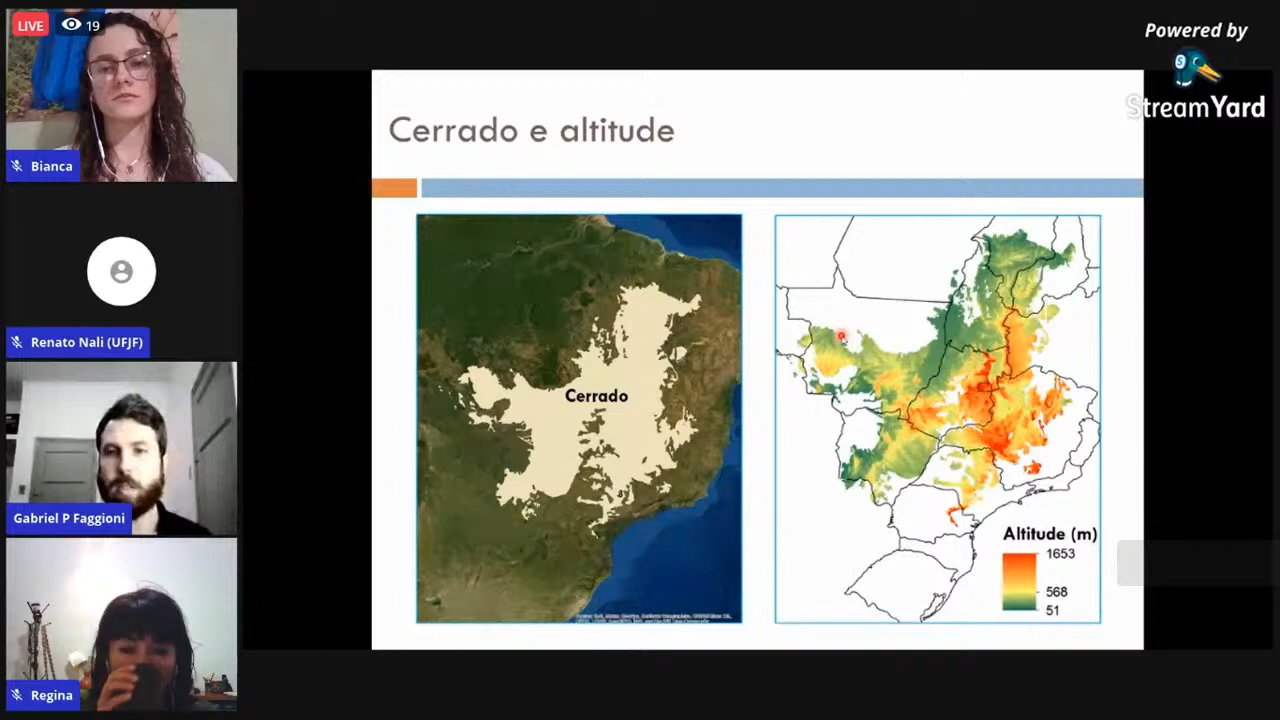 LIVE 19
Bianca
Renato Nali (UFJF)
Gabriel P Faggioni
Regina
Powered by
StreamYard
Cerrado e altitude
Cerrado
Altitude (m)
1653
568
51